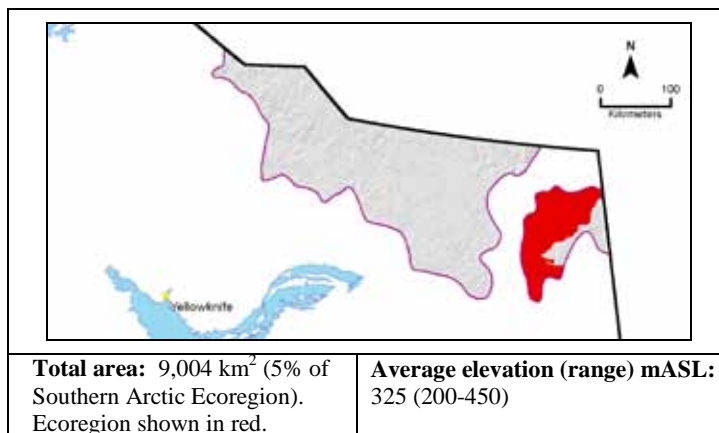 N
0 100
Kilometers
Yellowknife
Total area: 9,004 km² (5% of
Southern Arctic Ecoregion).
Ecoregion shown in red.
Average elevation (range) mASL:
325 (200-450)